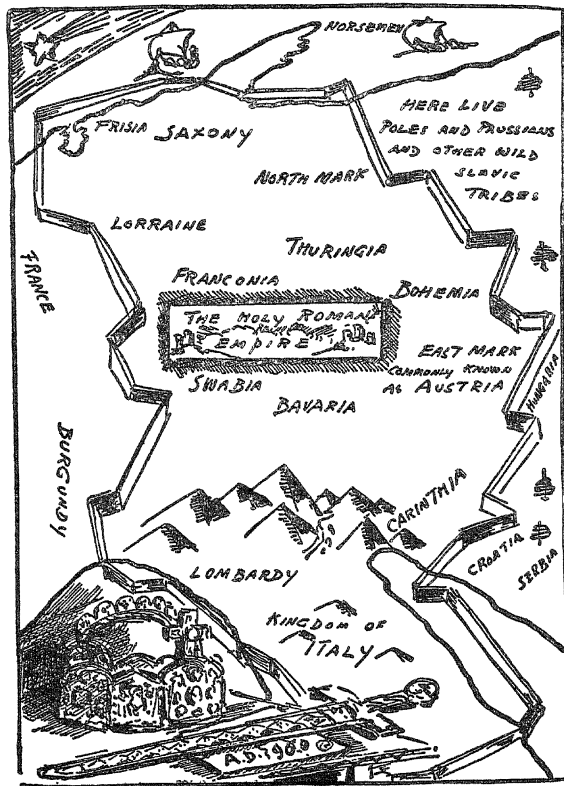 NORSEMEN
HERE LIVE
POLES AND PRUSSIANS
AND OTHER WILD
SLAVIC
TRIBES
FRISIA
SAXONY
NORTH MARK
LORRAINE
THURINGIA
FRANCE
FRANCONIA
BOHEMIA
THE HOLY ROMAN
EMPIRE
EAST MARK
COMMONLY KNOWN
AS AUSTRIA
HUNGARIA
SWABIA
BAVARIA
BURGUNDY
CARINTHIA
CROATIA
SERBIA
LOMBARDY
KINGDOM OF
ITALY
A.D.